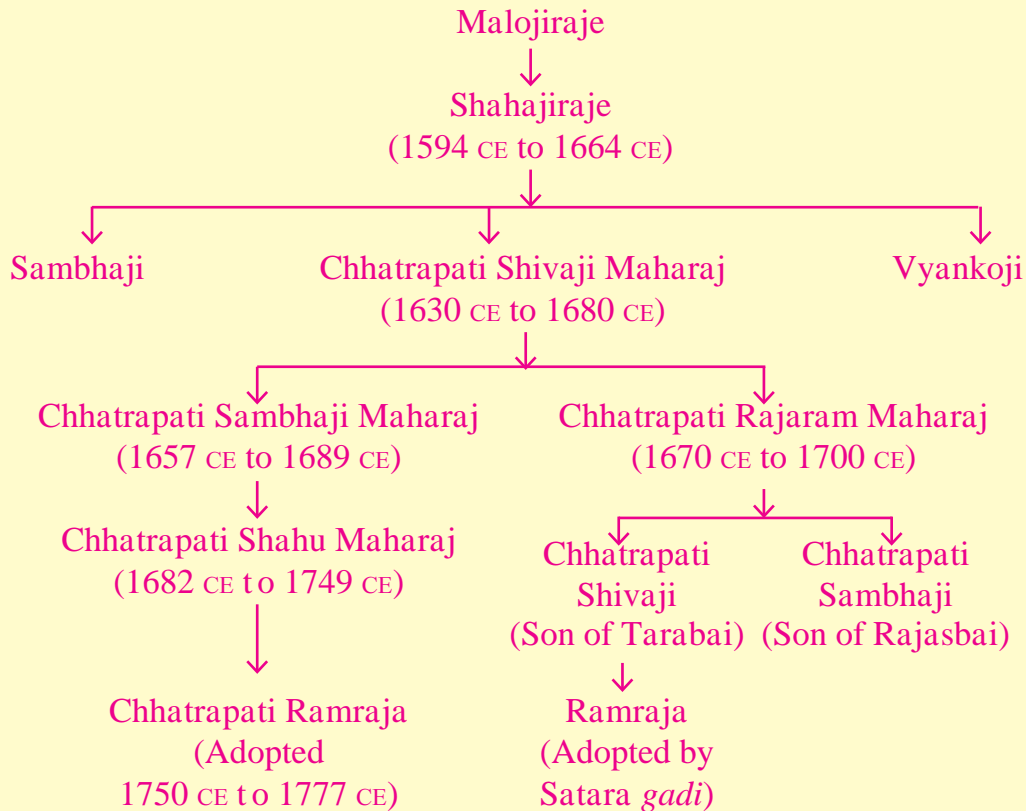 Malojiraje
Shahajiraje
(1594 CE to 1664 CE)
Sambhaji
Chhatrapati Shivaji Maharaj
(1630 CE to 1680 CE)
Vyankoji
Chhatrapati Sambhaji Maharaj
(1657 CE to 1689 CE)
Chhatrapati Rajaram Maharaj
(1670 CE to 1700 CE)
Chhatrapati Shahu Maharaj
(1682 CE to 1749 CE)
Chhatrapati
Shivaji
(Son of Tarabai)
Chhatrapati
Sambhaji
(Son of Rajasbai)
Chhatrapati Ramraja
(Adopted
1750 CE to 1777 CE)
Ramraja
(Adopted by
Satara gadi)